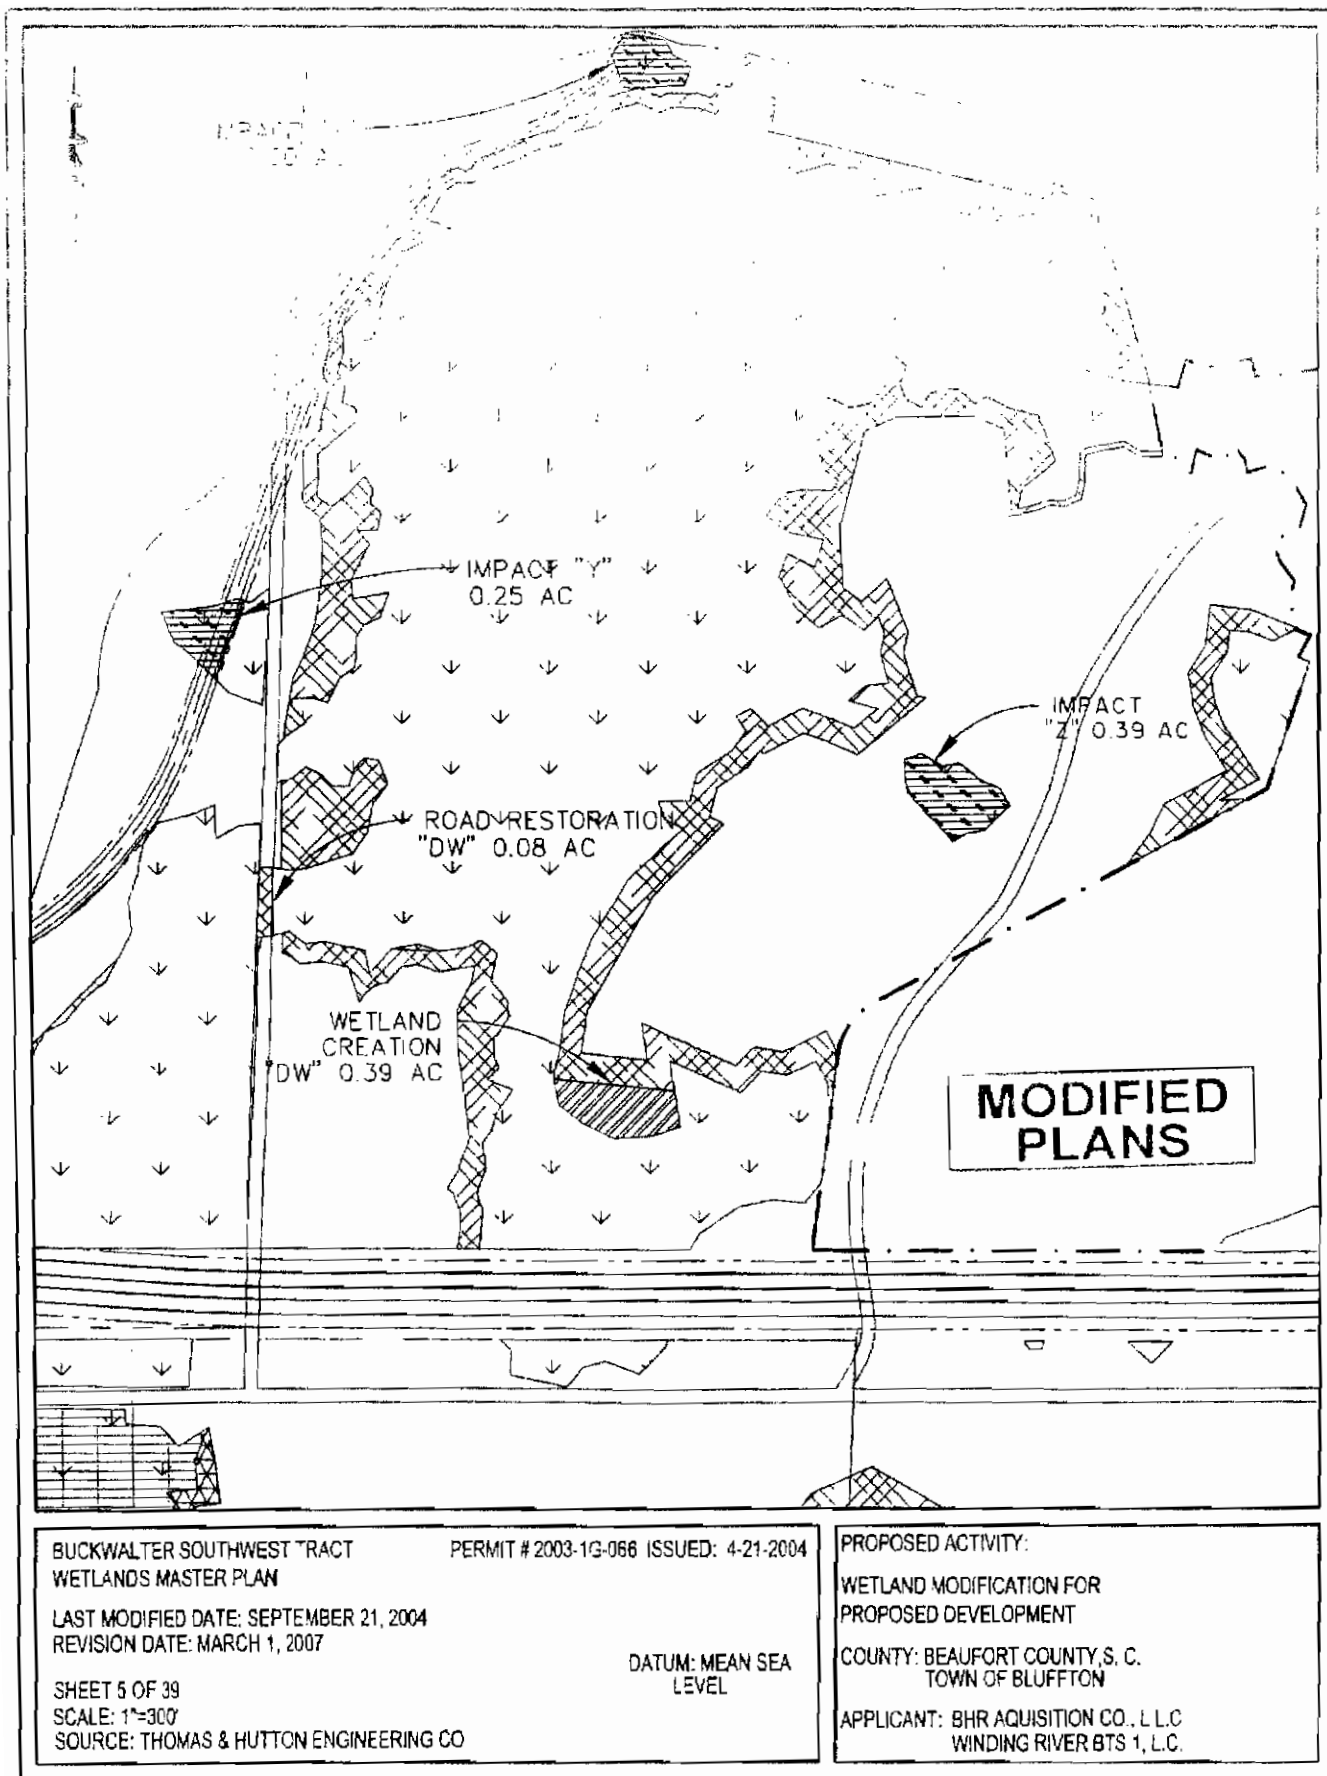 IMPACT
AC
IMPACT "Y"
0.25 AC
IMPACT
"Z" 0.39 AC
ROAD RESTORATION
"DW" 0.08 AC
WETLAND
CREATION
"DW" 0.39 AC
MODIFIED
PLANS
BUCKWALTER SOUTHWEST TRACT
WETLANDS MASTER PLAN
PERMIT # 2003-1G-066 ISSUED: 4-21-2004
LAST MODIFIED DATE: SEPTEMBER 21, 2004
REVISION DATE: MARCH 1, 2007
DATUM: MEAN SEA
LEVEL
SHEET 5 OF 39
SCALE: 1"=300'
SOURCE: THOMAS & HUTTON ENGINEERING CO
PROPOSED ACTIVITY:
WETLAND MODIFICATION FOR
PROPOSED DEVELOPMENT
COUNTY: BEAUFORT COUNTY, S. C.
TOWN OF BLUFFTON
APPLICANT: BHR AQUISITION CO., L.L.C
WINDING RIVER BTS 1, L.C.